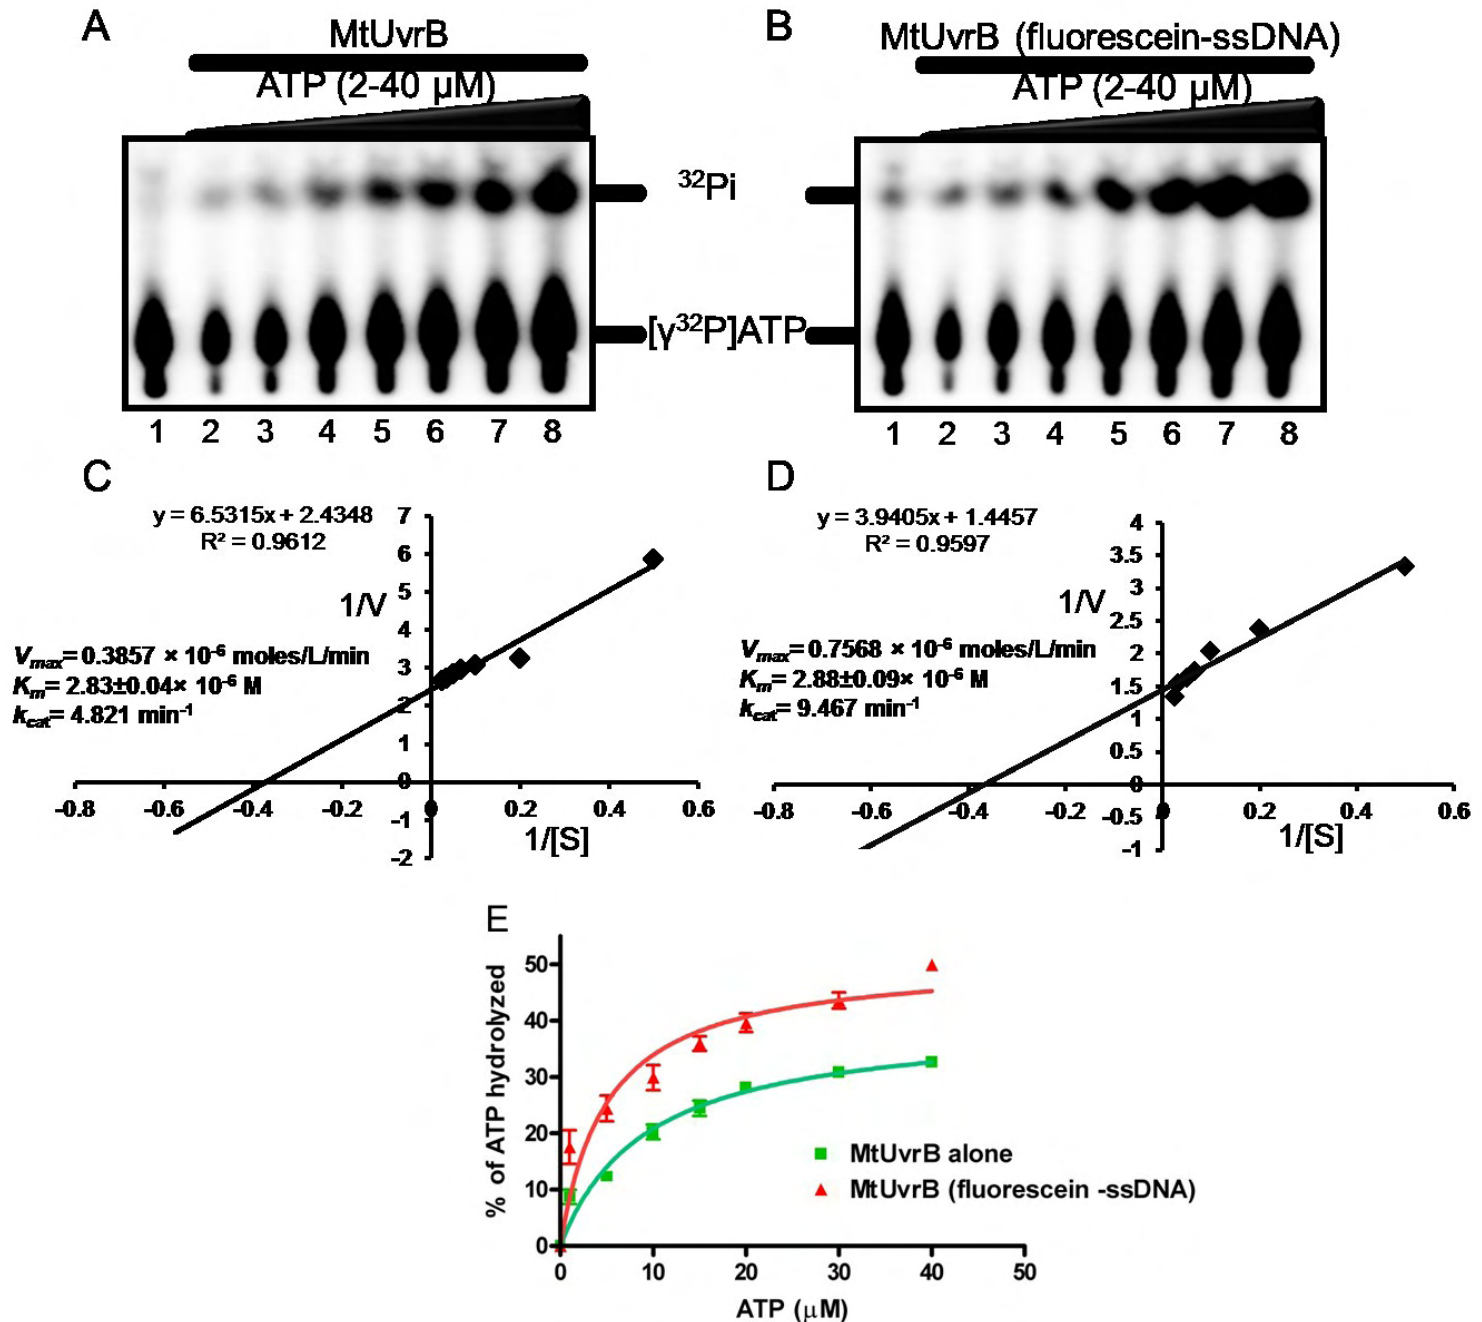 A
MtUvrB
ATP (2-40 µM)
B
MtUvrB (fluorescein-ssDNA)
ATP (2-40 µM)
³²Pi
[γ³²P]ATP
1 2 3 4 5 6 7 8
1 2 3 4 5 6 7 8
C
y = 6.5315x + 2.4348
R² = 0.9612
1/V
Vmax= 0.3857 × 10⁻⁶ moles/L/min
Km= 2.83±0.04× 10⁻⁶ M
kcat= 4.821 min⁻¹
7
6
5
4
3
2
1
0
-1
-2
-0.8 -0.6 -0.4 -0.2 0 0.2 0.4 0.6
1/[S]
D
y = 3.9405x + 1.4457
R² = 0.9597
1/V
Vmax= 0.7568 × 10⁻⁶ moles/L/min
Km= 2.88±0.09× 10⁻⁶ M
kcat= 9.467 min⁻¹
4
3.5
3
2.5
2
1.5
1
0.5
0
-0.5
-1
-0.8 -0.6 -0.4 -0.2 0 0.2 0.4 0.6
1/[S]
E
% of ATP hydrolyzed
50
40
30
20
10
0
MtUvrB alone
MtUvrB (fluorescein -ssDNA)
0 10 20 30 40 50
ATP (µM)